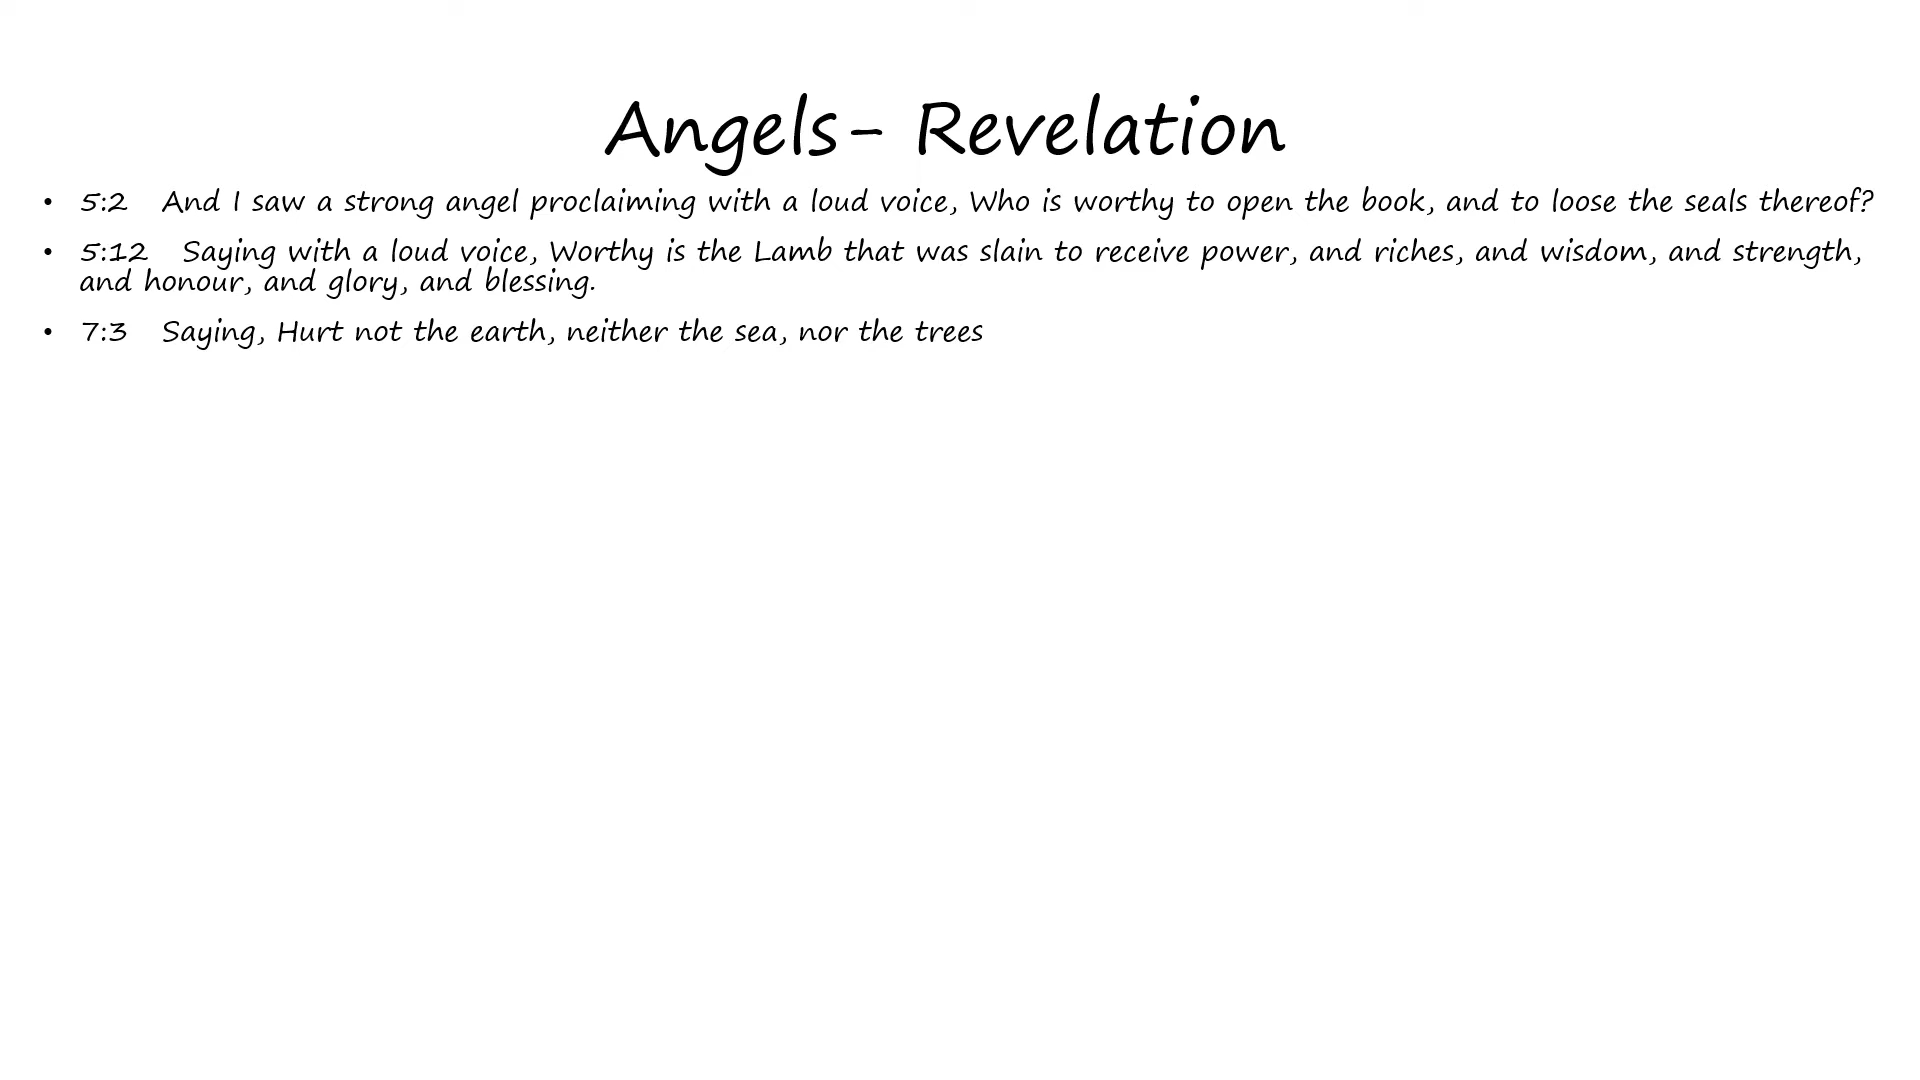 Angels- Revelation
• 5:2 And I saw a strong angel proclaiming with a loud voice, Who is worthy to open the book, and to loose the seals thereof?
• 5:12 Saying with a loud voice, Worthy is the Lamb that was slain to receive power, and riches, and wisdom, and strength,
and honour, and glory, and blessing.
• 7:3 Saying, Hurt not the earth, neither the sea, nor the trees